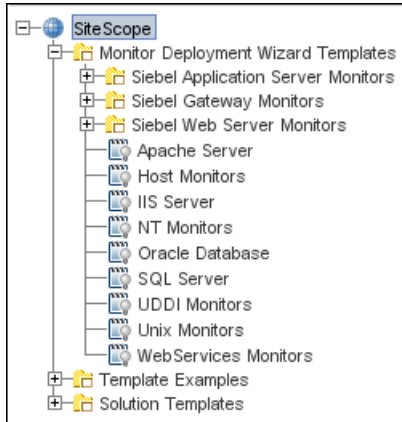 SiteScope
Monitor Deployment Wizard Templates
Siebel Application Server Monitors
Siebel Gateway Monitors
Siebel Web Server Monitors
Apache Server
Host Monitors
IIS Server
NT Monitors
Oracle Database
SQL Server
UDDI Monitors
Unix Monitors
WebServices Monitors
Template Examples
Solution Templates